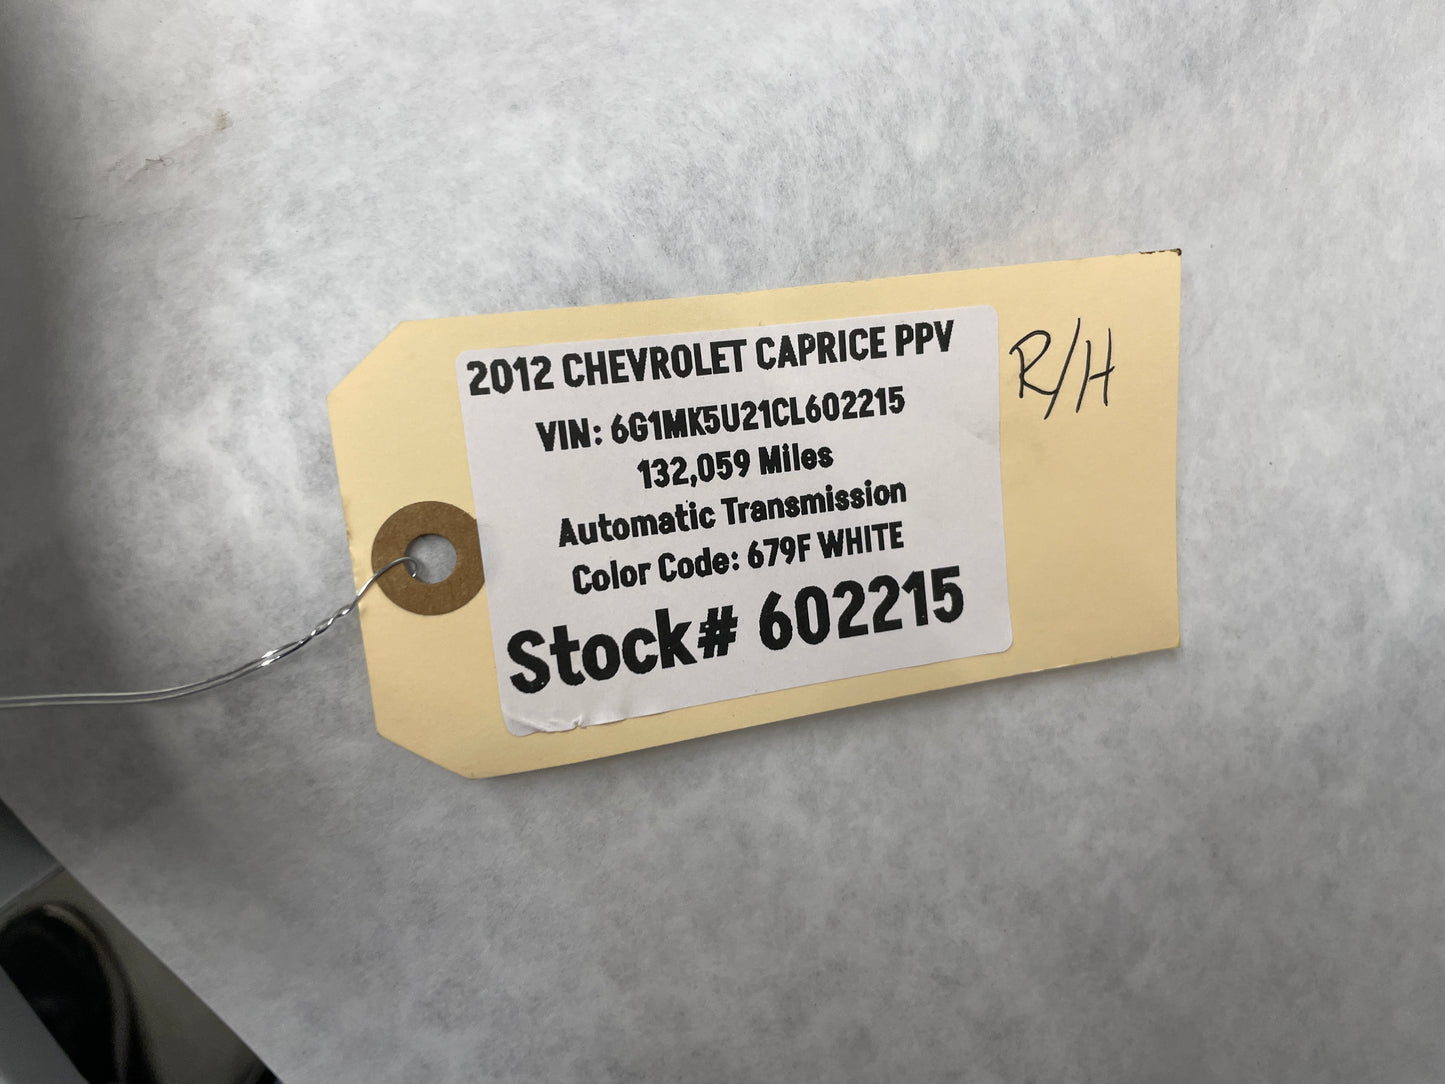 2012 CHEVROLET CAPRICE PPV
VIN: 6G1MK5U21CL602215
132,059 Miles
Automatic Transmission
Color Code: 679F WHITE
Stock# 602215
R/H